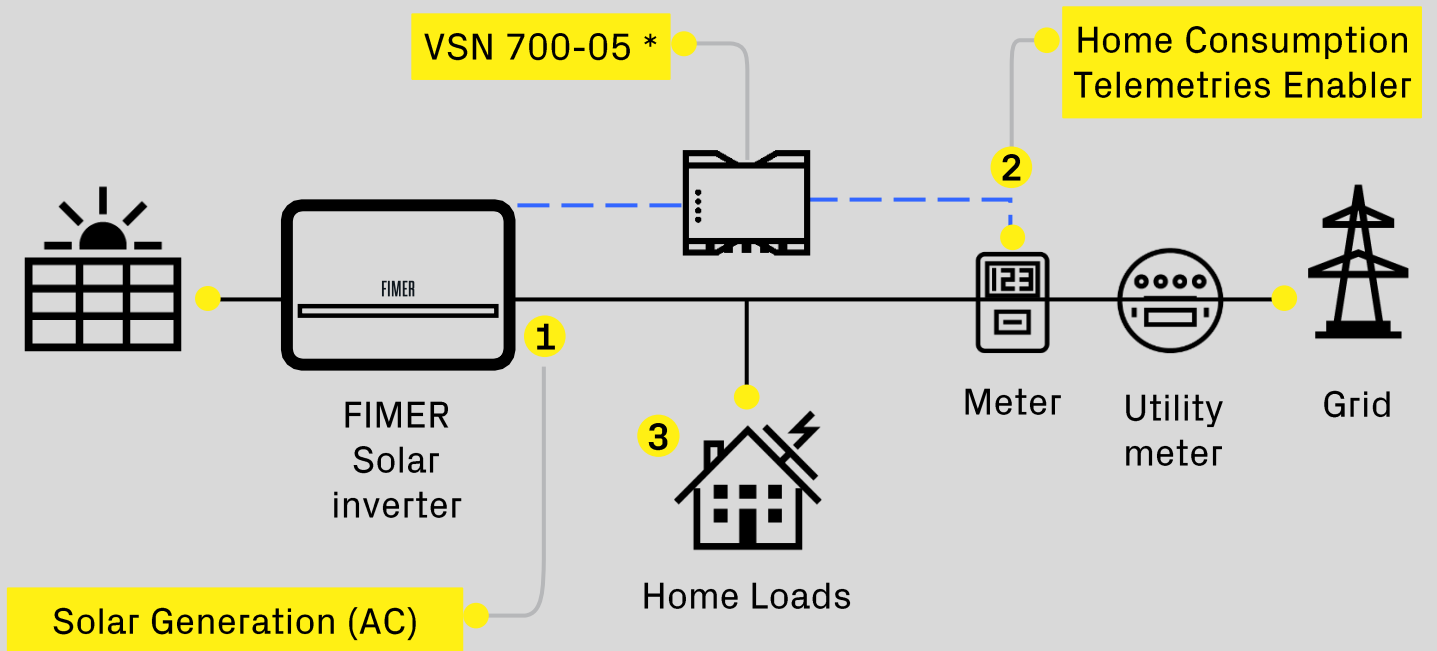 VSN 700-05 *
Home Consumption
Telemetries Enabler
2
123
FIMER
1
FIMER
Solar
inverter
3
Home Loads
Meter
Utility
meter
Grid
Solar Generation (AC)